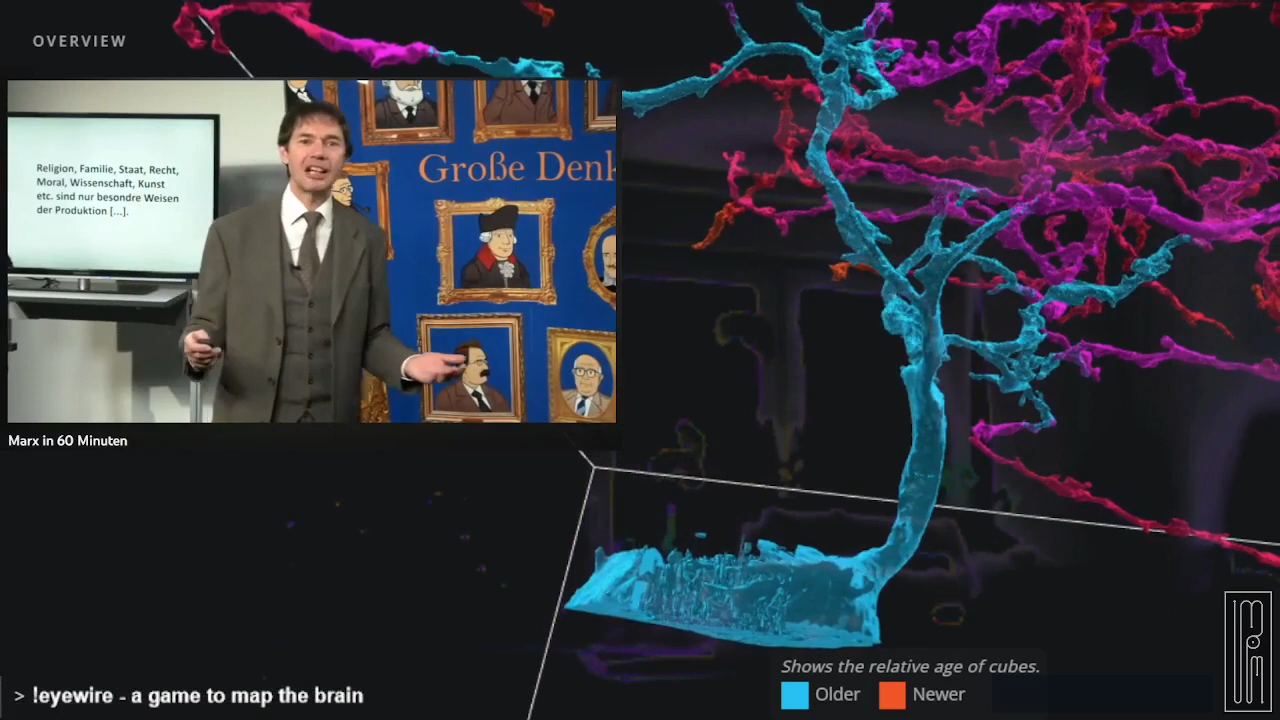 OVERVIEW
Religion, Familie, Staat, Recht,
Moral, Wissenschaft, Kunst
etc. sind nur besondre Weisen
der Produktion [...].
Große Denk
Marx in 60 Minuten
> !eyewire - a game to map the brain
Shows the relative age of cubes.
Older
Newer